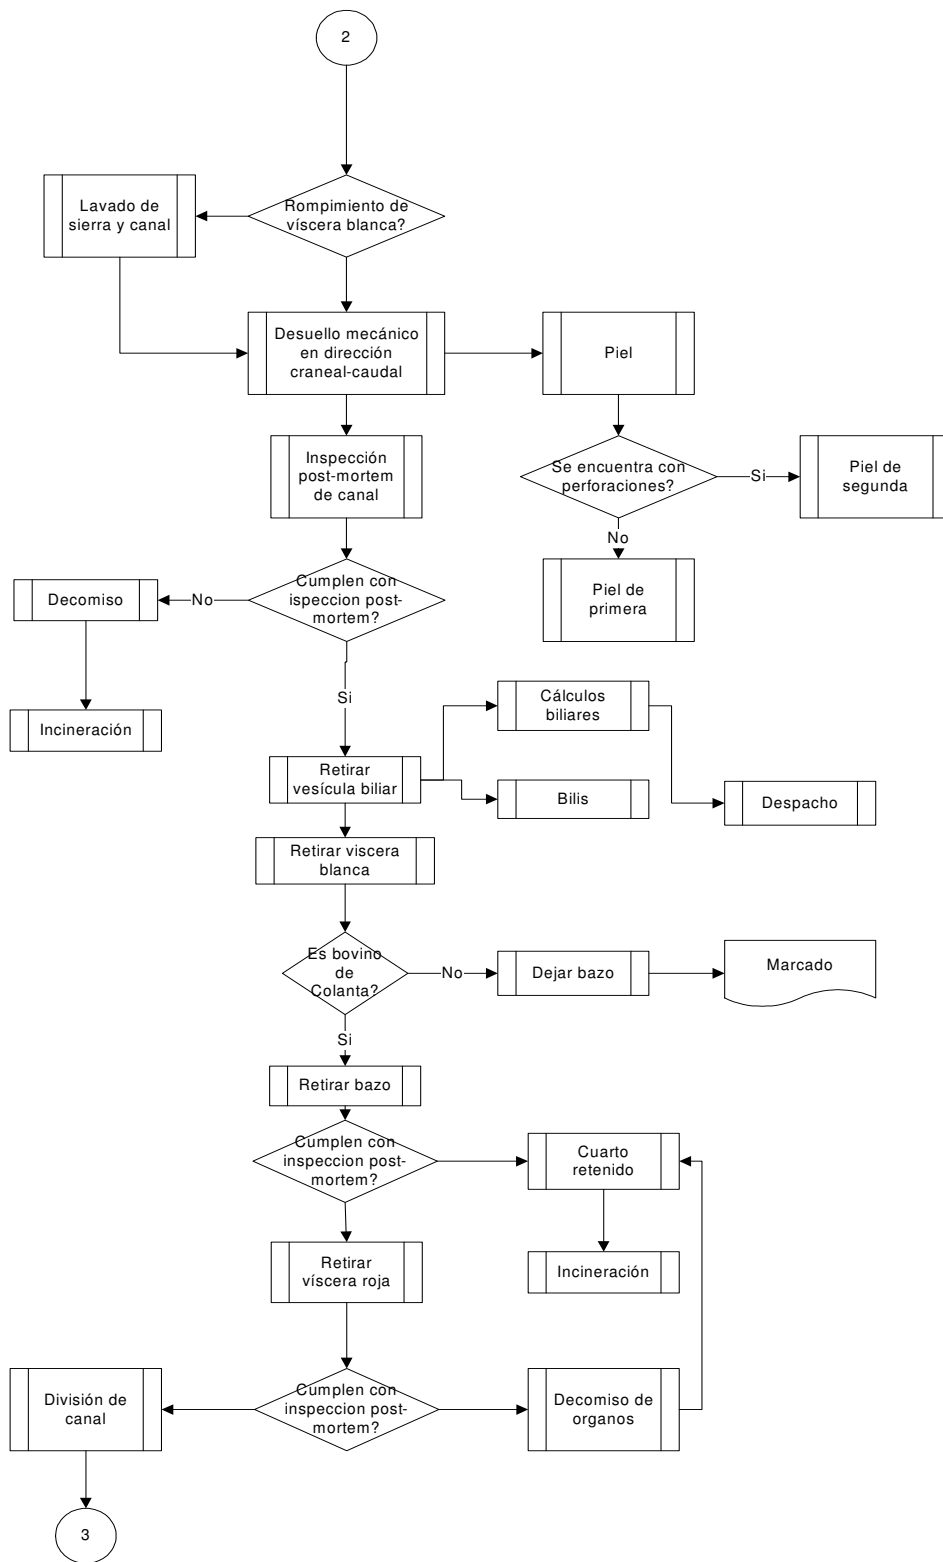 2
Lavado de
sierra y canal
Rompimiento de
víscera blanca?
Desuello mecánico
en dirección
craneal-caudal
Piel
Inspección
post-mortem
de canal
Se encuentra con
perforaciones?
Si
Piel de
segunda
No
Piel de
primera
Cumplen con
ispeccion post-
mortem?
No
Decomiso
Incineración
Si
Cálculos
biliares
Retirar
vesícula biliar
Bilis
Despacho
Retirar viscera
blanca
Es bovino
de
Colanta?
No
Dejar bazo
Marcado
Si
Retirar bazo
Cumplen con
inspeccion post-
mortem?
Cuarto
retenido
Retirar
víscera roja
Incineración
División de
canal
Cumplen con
inspeccion post-
mortem?
Decomiso de
organos
3